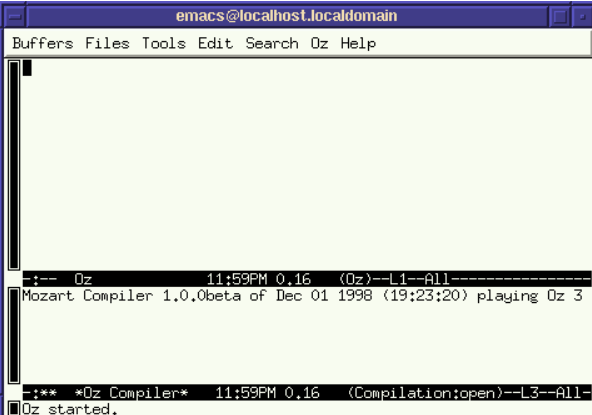 emacs@localhost.localdomain
Buffers Files Tools Edit Search Oz Help
-:-- Oz 11:59PM 0.16 (Oz)--L1--All----------------
Mozart Compiler 1.0.0beta of Dec 01 1998 (19:23:20) playing Oz 3
-:** *Oz Compiler* 11:59PM 0.16 (Compilation:open)--L3--All-
Oz started.